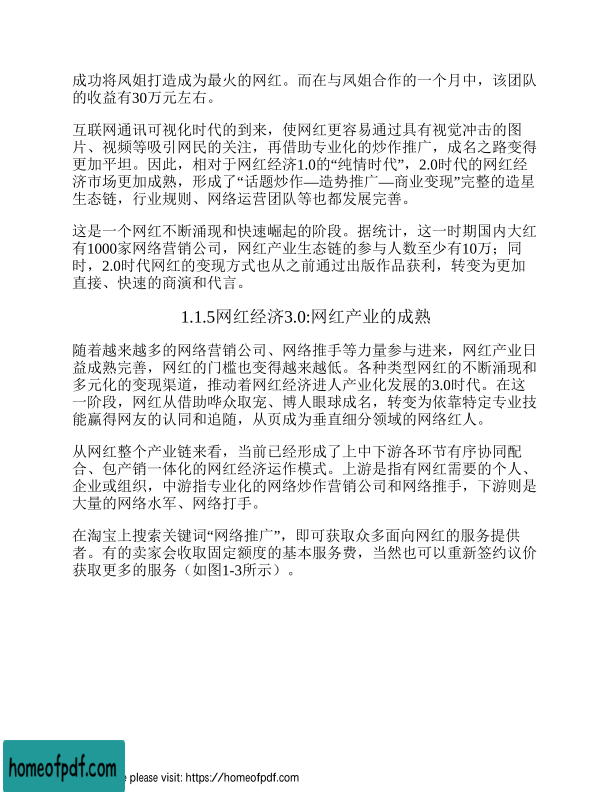 成功将凤姐打造成为最火的网红。而在与凤姐合作的一个月中，该团队
的收益有30万元左右。
互联网通讯可视化时代的到来，使网红更容易通过具有视觉冲击的图
片、视频等吸引网民的关注，再借助专业化的炒作推广，成名之路变得
更加平坦。因此，相对于网红经济1.0的“纯情时代”，2.0时代的网红经
济市场更加成熟，形成了“话题炒作—造势推广—商业变现”完整的造星
生态链，行业规则、网络运营团队等也都发展完善。
这是一个网红不断涌现和快速崛起的阶段。据统计，这一时期国内大红
有1000家网络营销公司，网红产业生态链的参与人数至少有10万；同
时，2.0时代网红的变现方式也从之前通过出版作品获利，转变为更加
直接、快速的商演和代言。
1.1.5网红经济3.0:网红产业的成熟
随着越来越多的网络营销公司、网络推手等力量参与进来，网红产业日
益成熟完善，网红的门槛也变得越来越低。各种类型网红的不断涌现和
多元化的变现渠道，推动着网红经济进人产业化发展的3.0时代。在这
一阶段，网红从借助哗众取宠、博人眼球成名，转变为依靠特定专业技
能赢得网友的认同和追随，从页成为垂直细分领域的网络红人。
从网红整个产业链来看，当前已经形成了上中下游各环节有序协同配
合、包产销一体化的网红经济运作模式。上游是指有网红需要的个人、
企业或组织，中游指专业化的网络炒作营销公司和网络推手，下游则是
大量的网络水军、网络打手。
在淘宝上搜索关键词“网络推广”，即可获取众多面向网红的服务提供
者。有的卖家会收取固定额度的基本服务费，当然也可以重新签约议价
获取更多的服务（如图1-3所示）。
homeofpdf.com
e please visit: https://homeofpdf.com